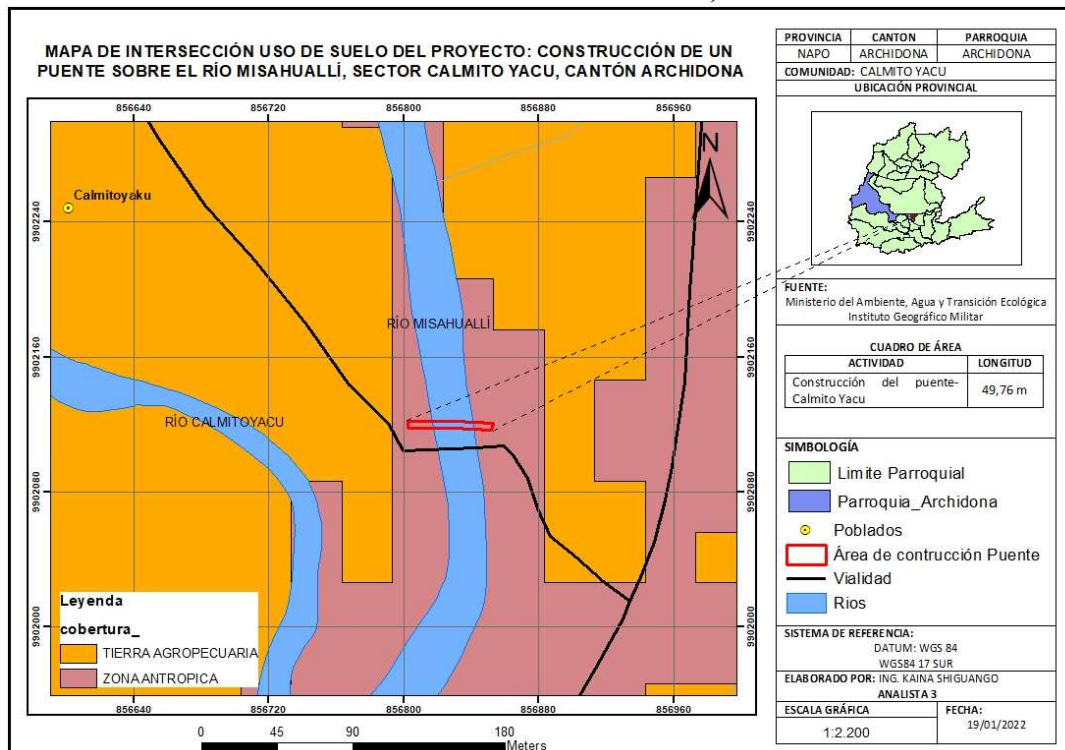 MAPA DE INTERSECCIÓN USO DE SUELO DEL PROYECTO: CONSTRUCCIÓN DE UN
PUENTE SOBRE EL RÍO MISAHUALLÍ, SECTOR CALMITO YACU, CANTÓN ARCHIDONA
856640 856720 856800 856880 856960
9902240
9902160
9902080
9902000
9902240
9902160
9902080
9902000
N
Calmitoyaku
RÍO MISAHUALLÍ
RÍO CALMITOYACU
Leyenda
cobertura_
TIERRA AGROPECUARIA
ZONA ANTROPICA
856640 856720 856800 856880 856960
0 45 90 180
Meters
PROVINCIA CANTON PARROQUIA
NAPO ARCHIDONA ARCHIDONA
COMUNIDAD: CALMITO YACU
UBICACIÓN PROVINCIAL
FUENTE:
Ministerio del Ambiente, Agua y Transición Ecológica
Instituto Geográfico Militar
CUADRO DE ÁREA
ACTIVIDAD LONGITUD
Construcción del puente-
Calmito Yacu
49,76 m
SIMBOLOGÍA
Limite Parroquial
Parroquia_Archidona
Poblados
Área de contrucción Puente
Vialidad
Rios
SISTEMA DE REFERENCIA:
DATUM: WGS 84
WGS84 17 SUR
ELABORADO POR: ING. KAINA SHIGUANGO
ANALISTA 3
ESCALA GRÁFICA
1:2.200
FECHA:
19/01/2022